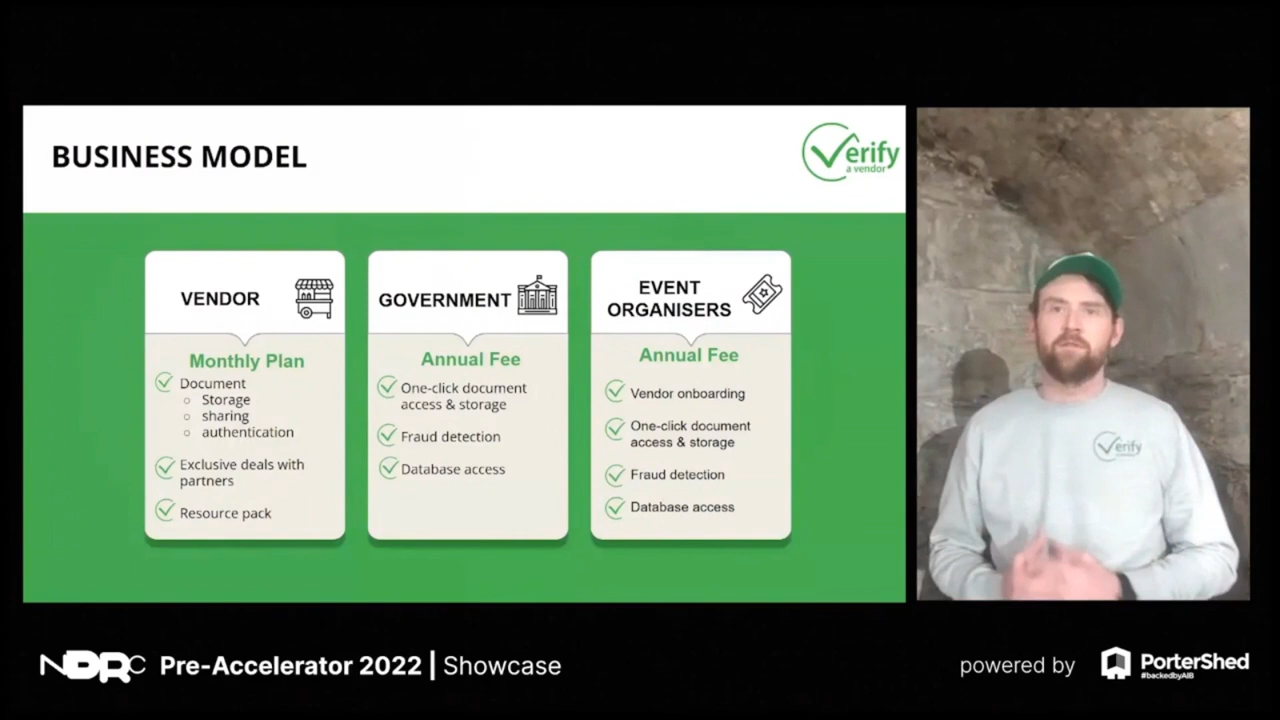 BUSINESS MODEL
Verify
a vendor
VENDOR
Monthly Plan
Document
Storage
sharing
authentication
Exclusive deals with
partners
Resource pack
GOVERNMENT
Annual Fee
One-click document
access & storage
Fraud detection
Database access
EVENT
ORGANISERS
Annual Fee
Vendor onboarding
One-click document
access & storage
Fraud detection
Database access
Verify
NDRC Pre-Accelerator 2022 | Showcase
powered by PorterShed
#backedbyAIB